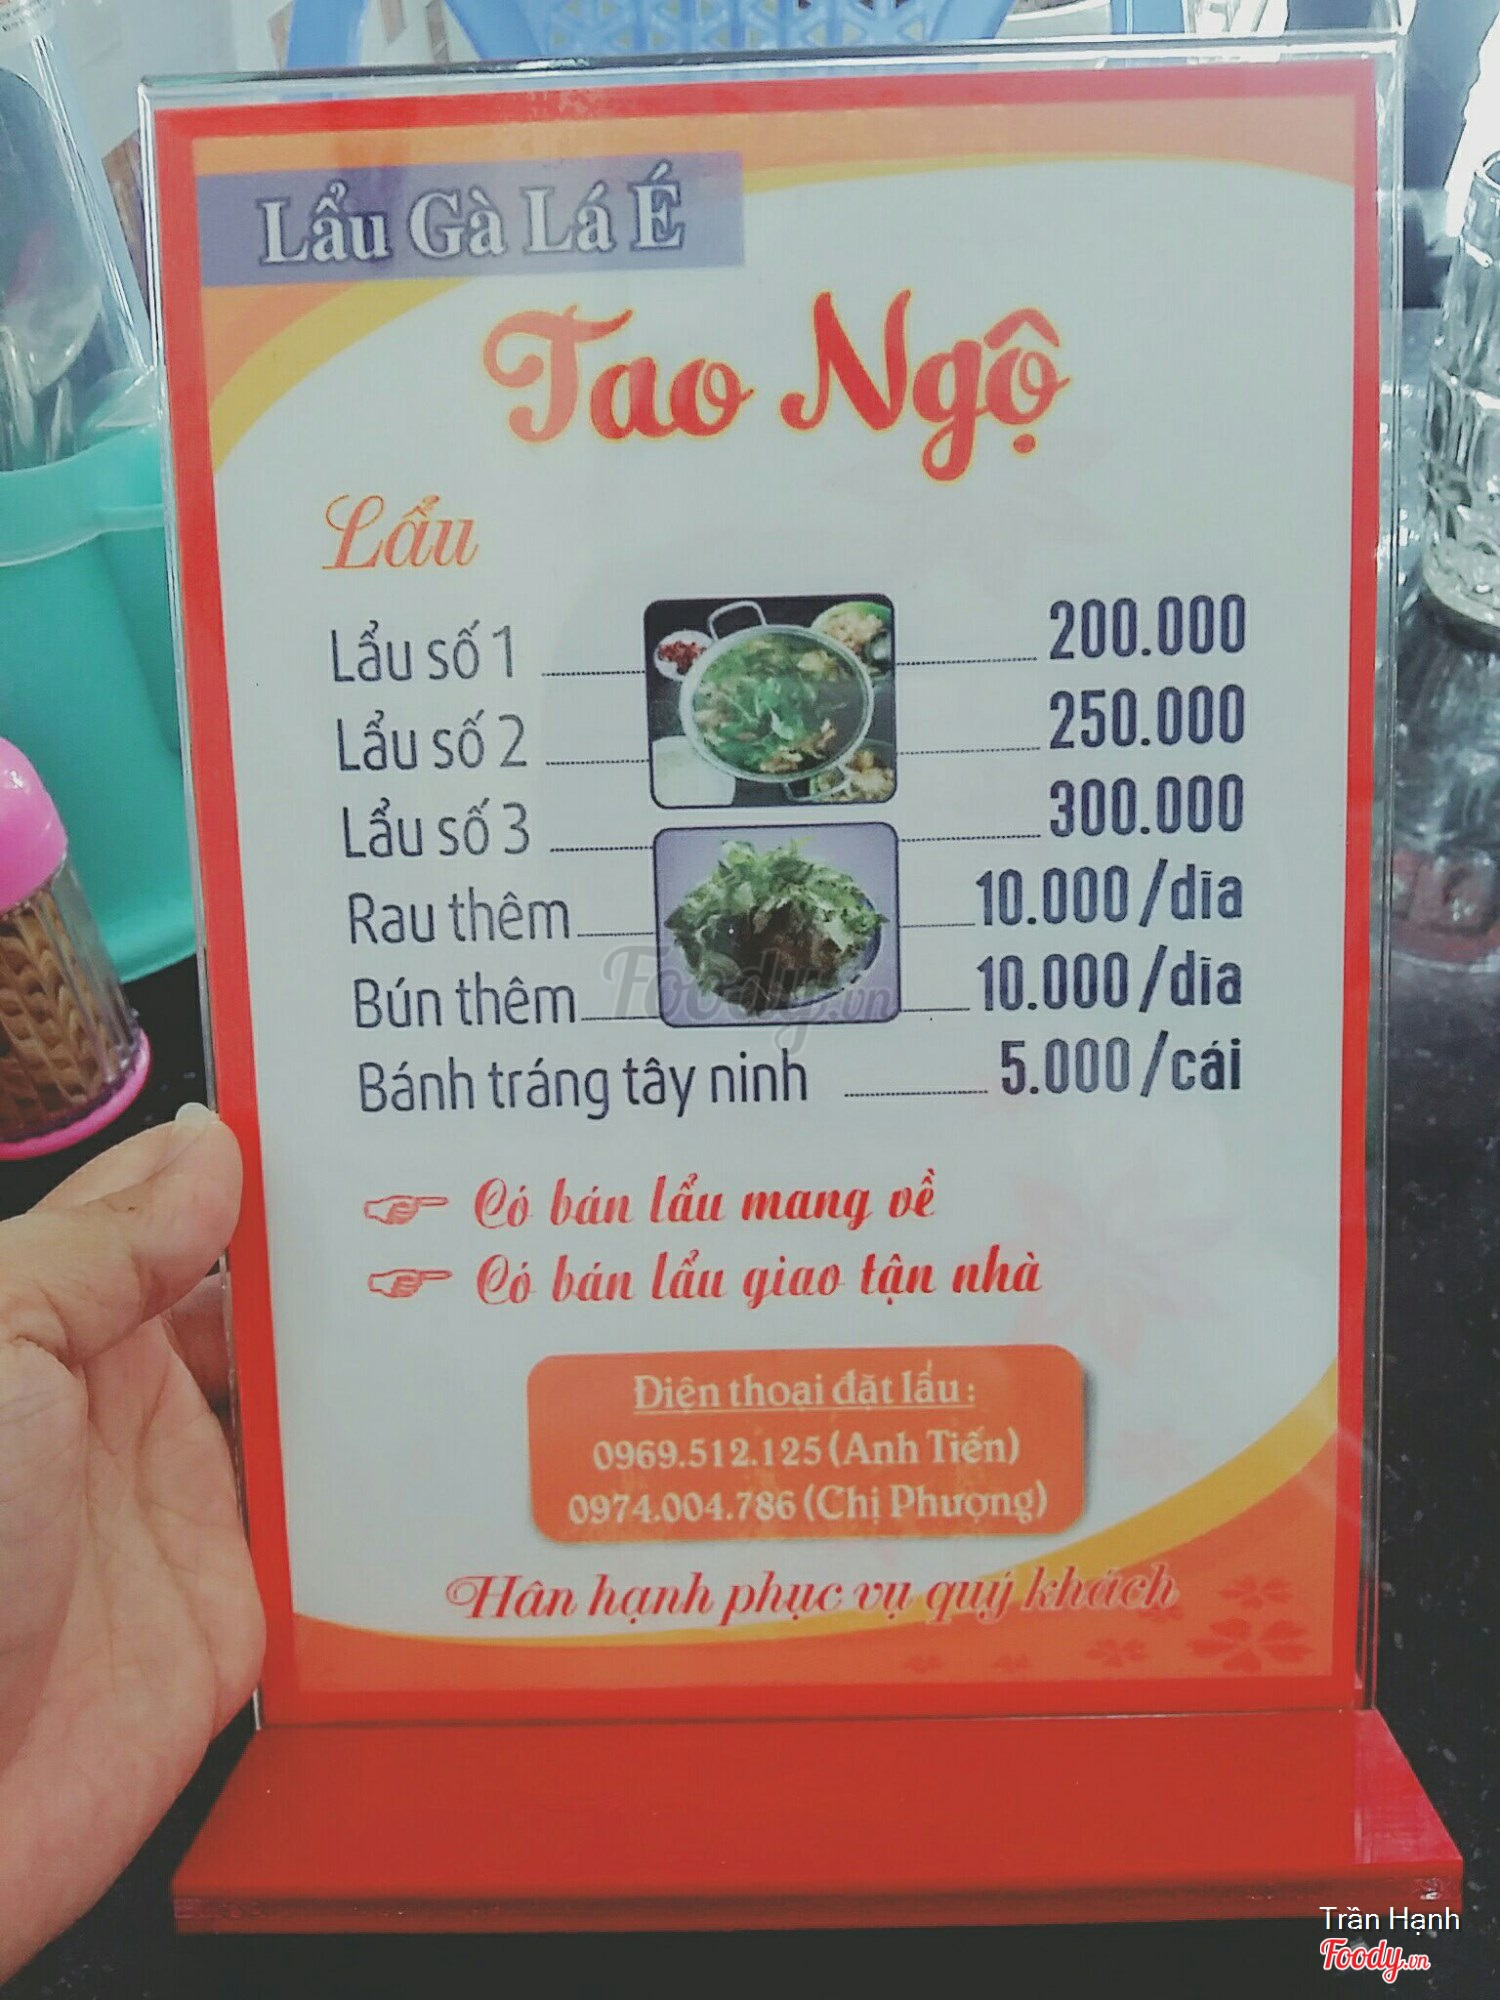 Lẩu Gà Lá É
Tao Ngộ
Lẩu
Lẩu số 1 200.000
Lẩu số 2 250.000
Lẩu số 3 300.000
Rau thêm 10.000/dĩa
Bún thêm 10.000/dĩa
Bánh tráng tây ninh 5.000/cái
Foody.vn
Có bán lẩu mang về
Có bán lẩu giao tận nhà
Điện thoại đặt lẩu:
0969.512.125 (Anh Tiến)
0974.004.786 (Chị Phượng)
Hân hạnh phục vụ quý khách
Trần Hạnh
Foody.vn